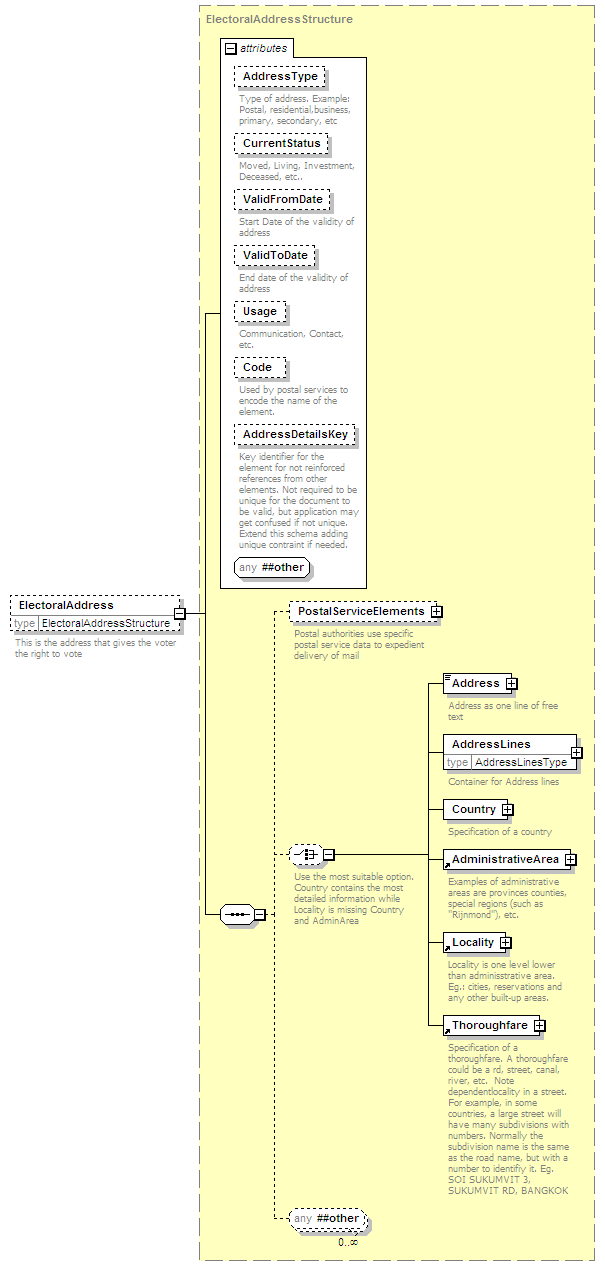 ElectoralAddressStructure
attributes
AddressType
Type of address. Example:
Postal, residential,business,
primary, secondary, etc
CurrentStatus
Moved, Living, Investment,
Deceased, etc..
ValidFromDate
Start Date of the validity of
address
ValidToDate
End date of the validity of
address
Usage
Communication, Contact,
etc.
Code
Used by postal services to
encode the name of the
element.
AddressDetailsKey
Key identifier for the
element for not reinforced
references from other
elements. Not required to be
unique for the document to
be valid, but application may
get confused if not unique.
Extend this schema adding
unique contraint if needed.
any ##other
ElectoralAddress
type ElectoralAddressStructure
This is the address that gives the voter
the right to vote
PostalServiceElements
Postal authorities use specific
postal service data to expedient
delivery of mail
Address
Address as one line of free
text
AddressLines
type AddressLinesType
Container for Address lines
Country
Specification of a country
Use the most suitable option.
Country contains the most
detailed information while
Locality is missing Country
and AdminArea
AdministrativeArea
Examples of administrative
areas are provinces counties,
special regions (such as
"Rijnmond"), etc.
Locality
Locality is one level lower
than adminisstrative area.
Eg.: cities, reservations and
any other built-up areas.
Thoroughfare
Specification of a
thoroughfare. A thoroughfare
could be a rd, street, canal,
river, etc. Note
dependentlocality in a street.
For example, in some
countries, a large street will
have many subdivisions with
numbers. Normally the
subdivision name is the same
as the road name, but with a
number to identifiy it. Eg.
SOI SUKUMVIT 3,
SUKUMVIT RD, BANGKOK
any ##other
0..∞